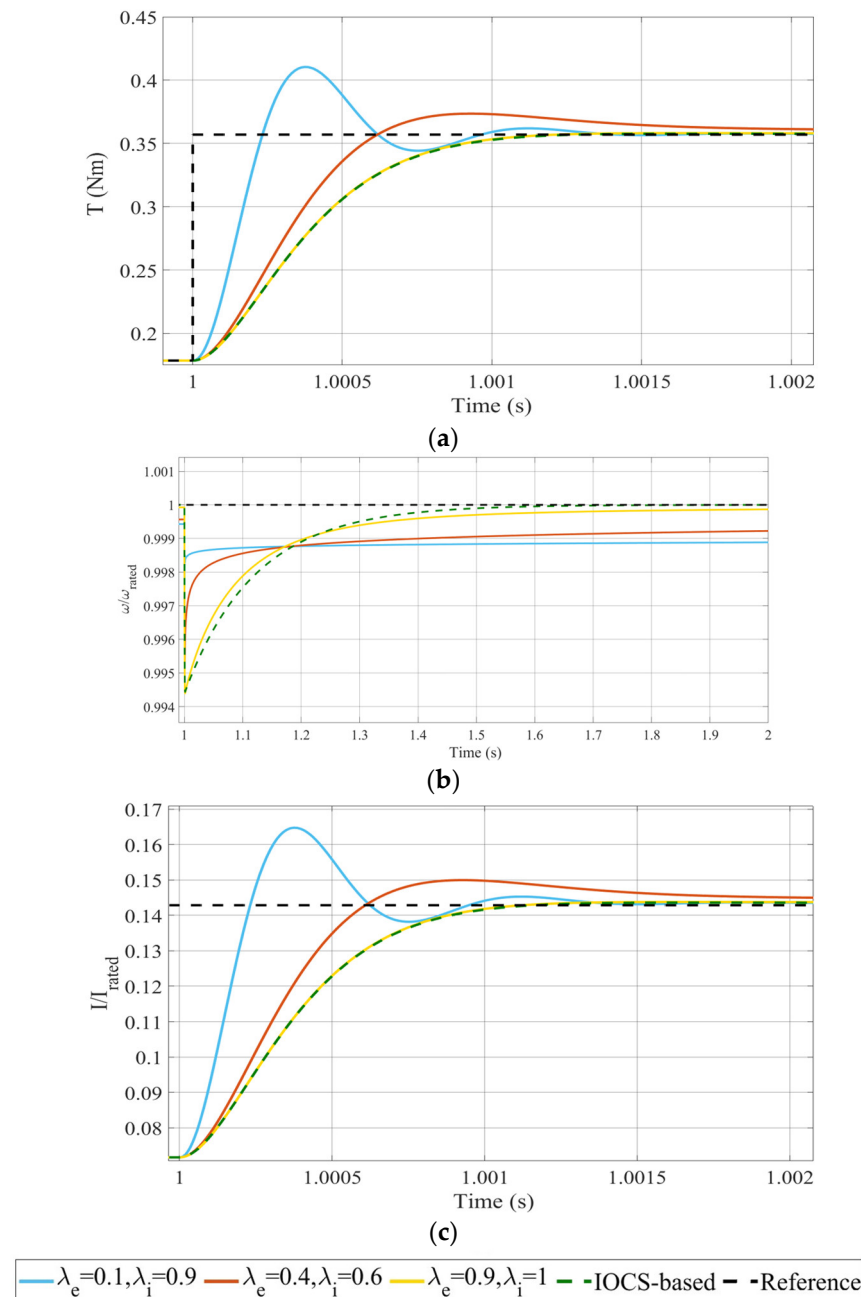 0.45
0.4
0.35
0.3
0.25
0.2
T (Nm)
1 1.0005 1.001 1.0015 1.002
Time (s)
(a)
1.001
1
0.999
0.998
0.997
0.996
0.995
0.994
ω/ω_rated
1 1.1 1.2 1.3 1.4 1.5 1.6 1.7 1.8 1.9 2
Time (s)
(b)
0.17
0.16
0.15
0.14
0.13
0.12
0.11
0.1
0.09
0.08
I/I_rated
1 1.0005 1.001 1.0015 1.002
Time (s)
(c)
λ_e=0.1,λ_i=0.9 λ_e=0.4,λ_i=0.6 λ_e=0.9,λ_i=1 IOCS-based Reference